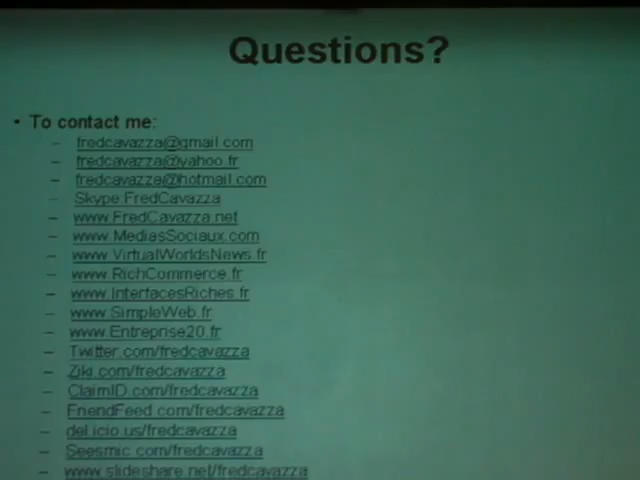 Questions?
• To contact me:
– fredcavazza@gmail.com
– fredcavazza@yahoo.fr
– fredcavazza@hotmail.com
– Skype:FredCavazza
– www.FredCavazza.net
– www.MediasSociaux.com
– www.VirtualWorldsNews.fr
– www.RichCommerce.fr
– www.InterfacesRiches.fr
– www.SimpleWeb.fr
– www.Entreprise20.fr
– Twitter.com/fredcavazza
– Ziki.com/fredcavazza
– ClaimID.com/fredcavazza
– FriendFeed.com/fredcavazza
– del.icio.us/fredcavazza
– Seesmic.com/fredcavazza
– www.slideshare.net/fredcavazza